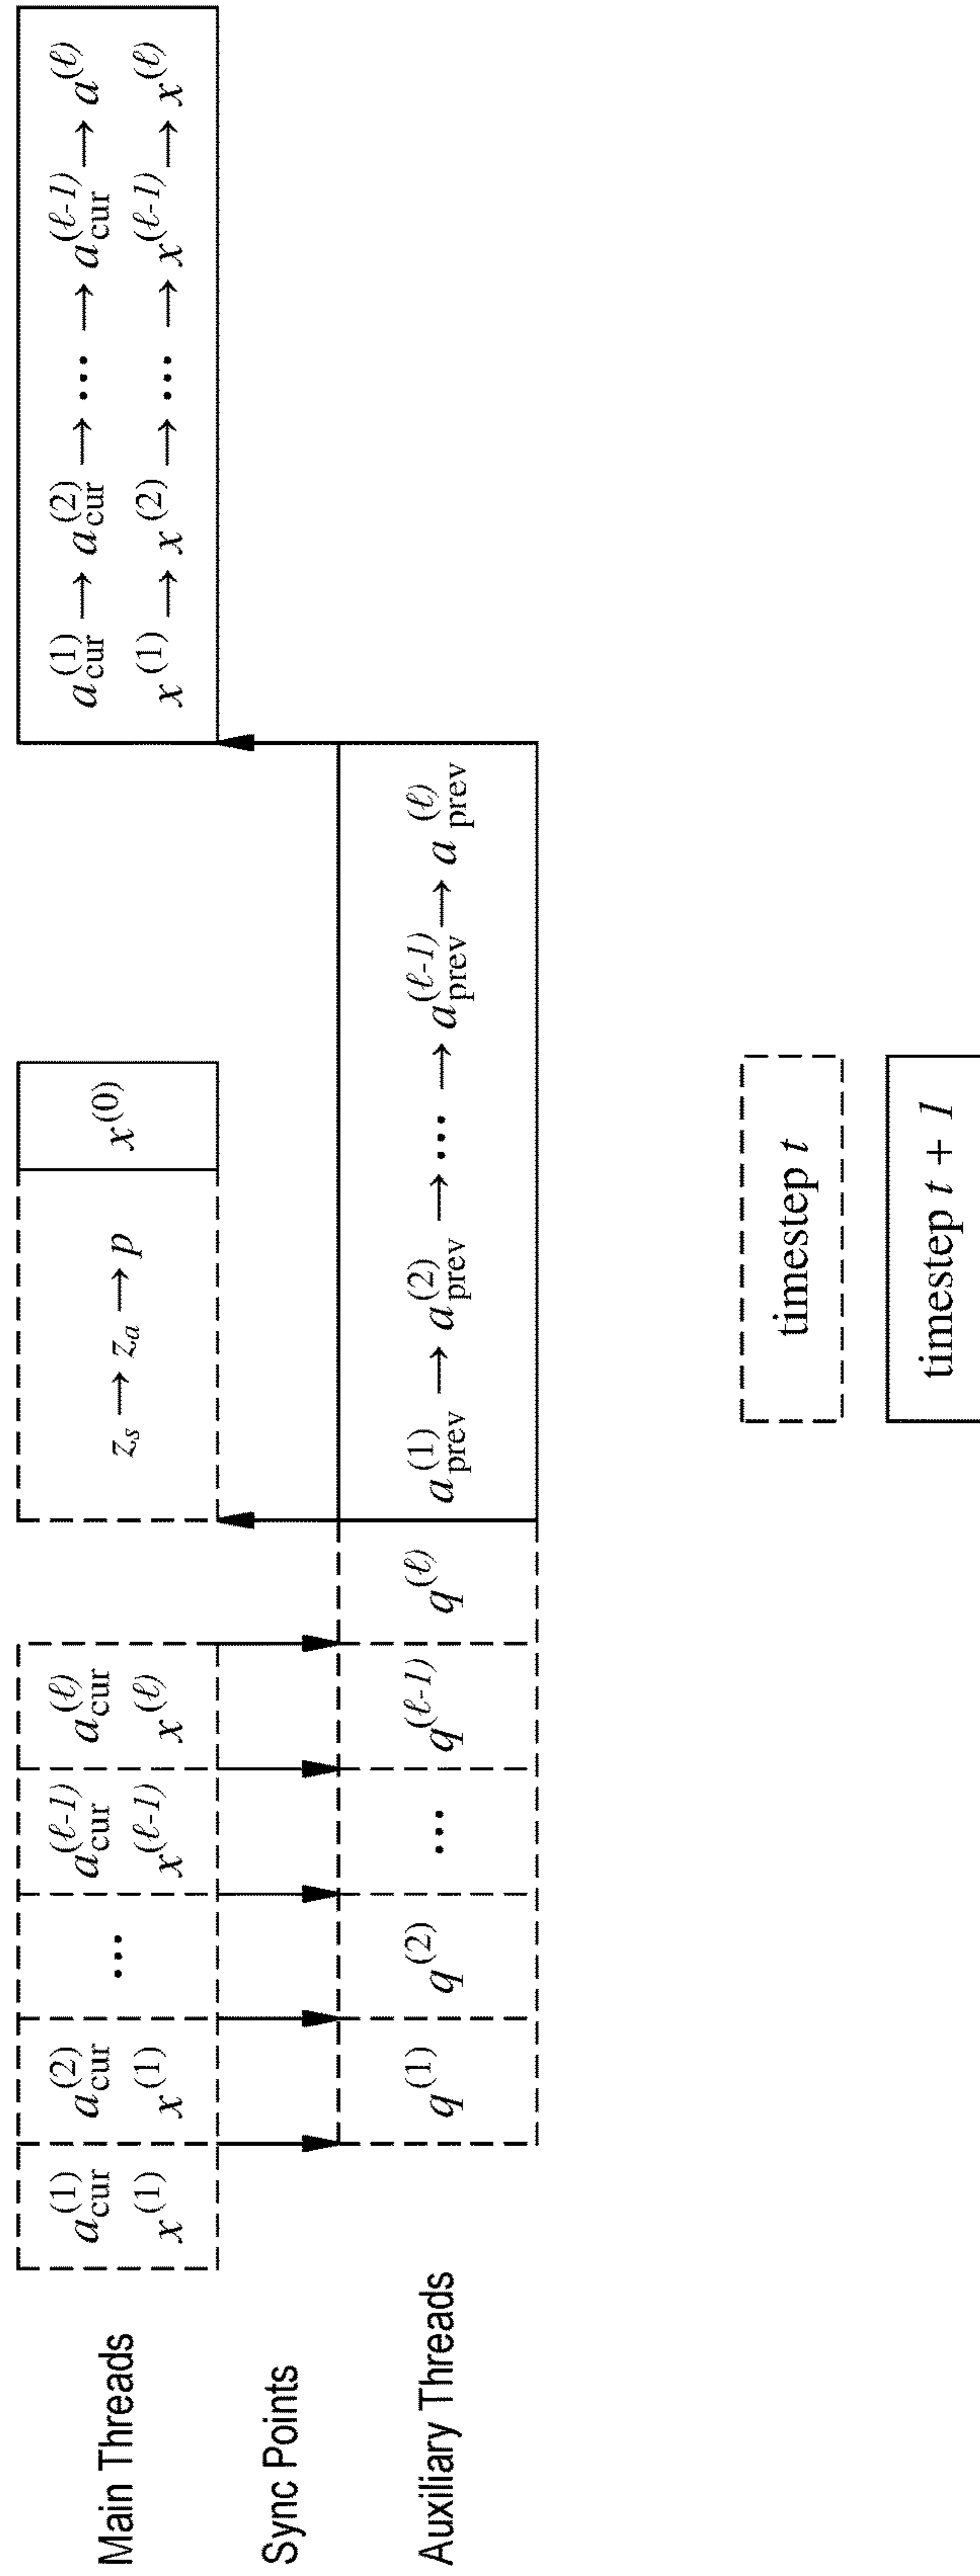 Main Threads
a_cur^(1) a_cur^(2) ... a_cur^(ℓ-1) a_cur^(ℓ)
x^(1) x^(1) x^(ℓ-1) x^(ℓ)
z_s → z_a → p
x^(0)
a_cur^(1) → a_cur^(2) → ... → a_cur^(ℓ-1) → a^(ℓ)
x^(1) → x^(2) → ... → x^(ℓ-1) → x^(ℓ)
Sync Points
Auxiliary Threads
q^(1) q^(2) ... q^(ℓ-1) q^(ℓ)
a_prev^(1) → a_prev^(2) → ... → a_prev^(ℓ-1) → a_prev^(ℓ)
timestep t
timestep t + 1